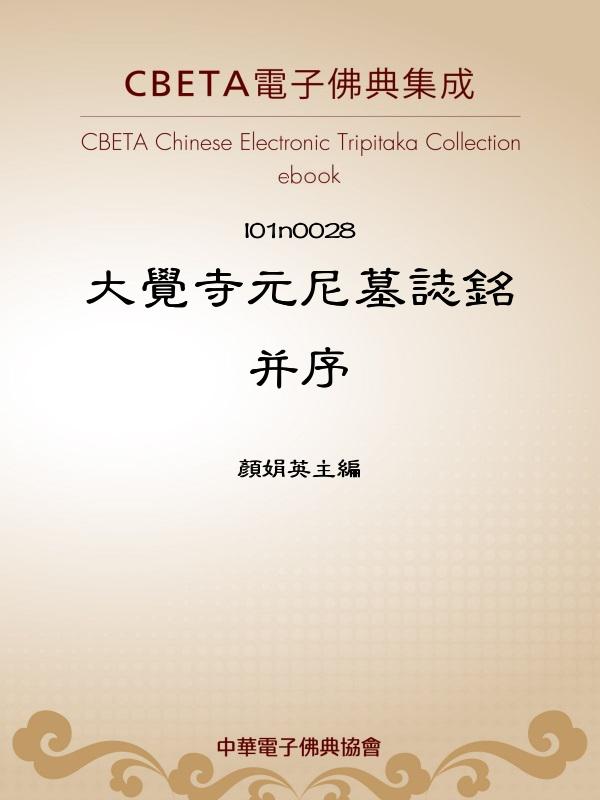 CBETA電子佛典集成
CBETA Chinese Electronic Tripitaka Collection
ebook
I01n0028
大覺寺元尼墓誌銘
并序
顏娟英主編
中華電子佛典協會